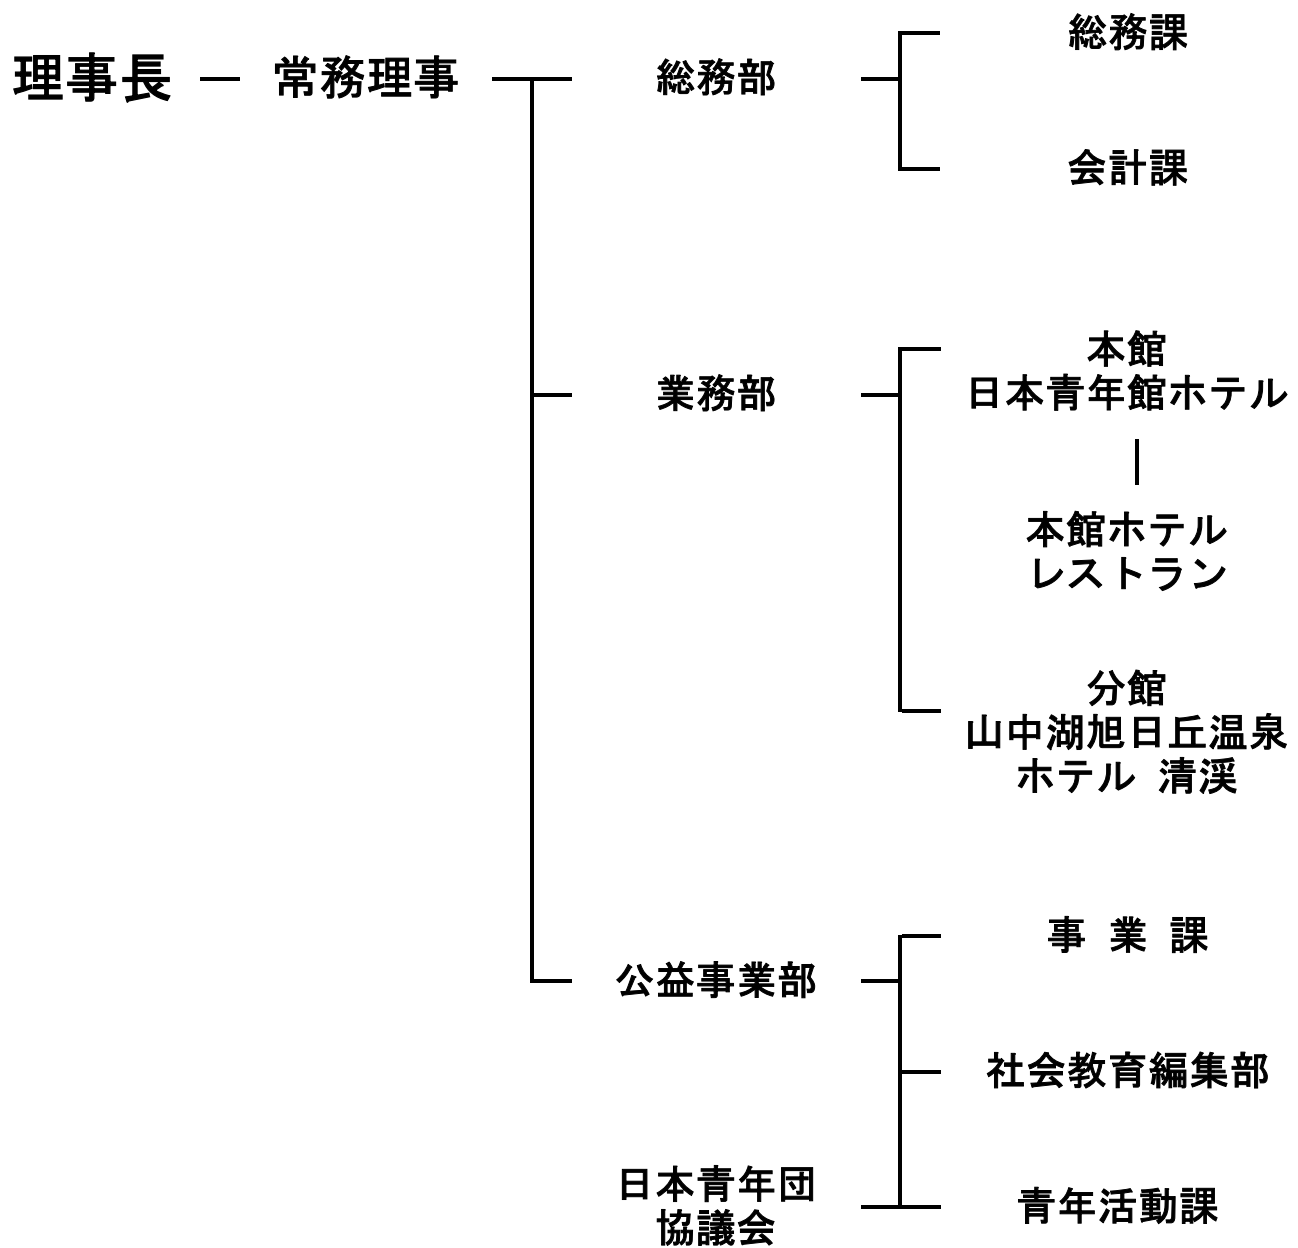 理事長
常務理事
総務部
総務課
会計課
業務部
本館
日本青年館ホテル
本館ホテル
レストラン
分館
山中湖旭日丘温泉
ホテル 清渓
公益事業部
事 業 課
社会教育編集部
日本青年団
協議会
青年活動課